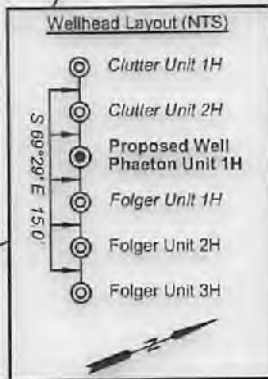 Wellhead Layout (NTS)
Clutter Unit 1H
Clutter Unit 2H
Proposed Well
Phaeton Unit 1H
Folger Unit 1H
Folger Unit 2H
Folger Unit 3H
S 69°29' E 15.0'
N